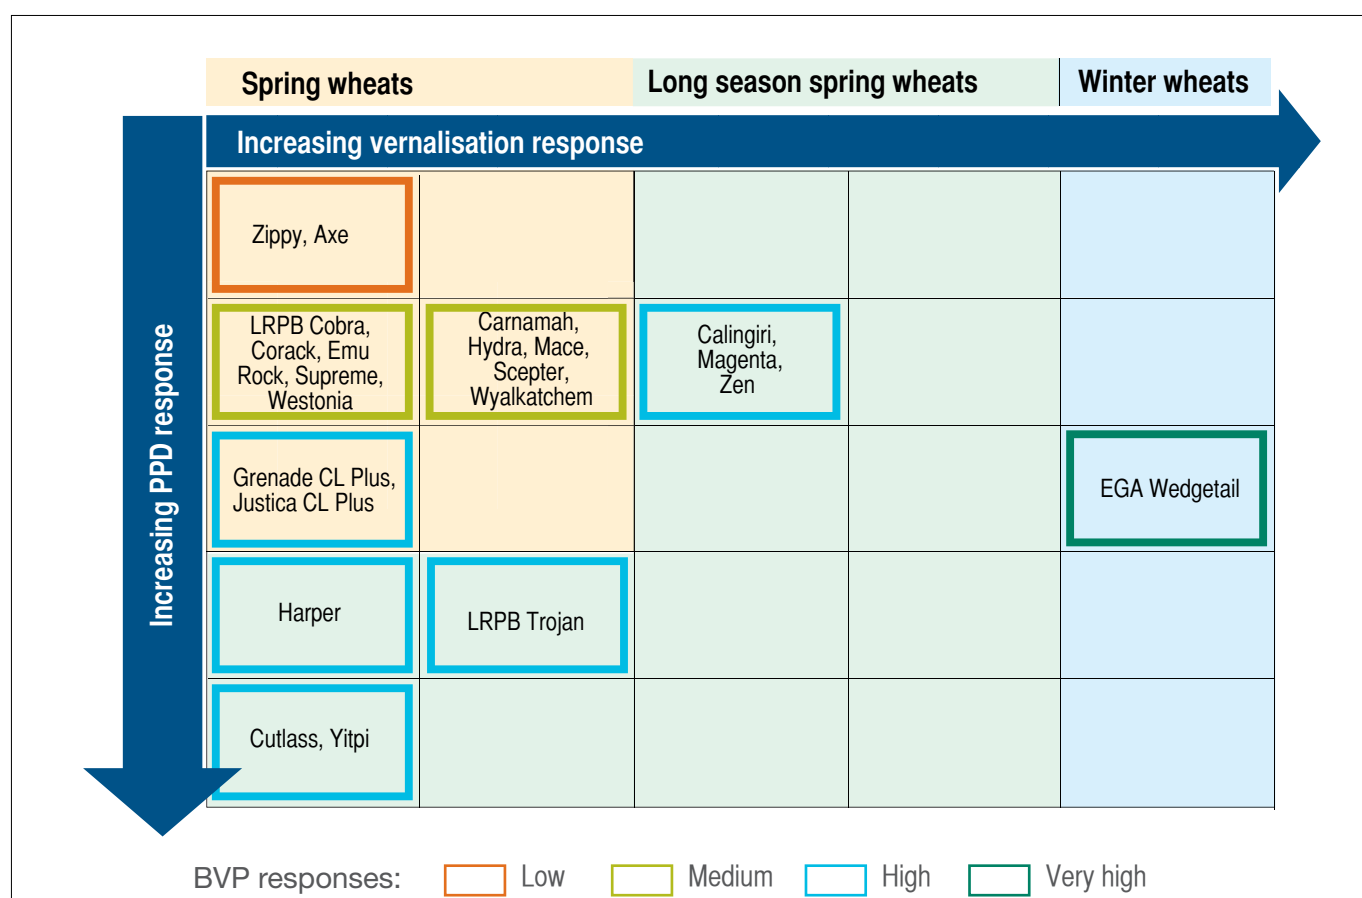 Spring wheats
Long season spring wheats
Winter wheats
Increasing vernalisation response
Increasing PPD response
Zippy, Axe
LRPB Cobra,
Corack, Emu
Rock, Supreme,
Westonia
Carnamah,
Hydra, Mace,
Scepter,
Wyalkatchem
Calingiri,
Magenta,
Zen
Grenade CL Plus,
Justica CL Plus
EGA Wedgetail
Harper
LRPB Trojan
Cutlass, Yitpi
BVP responses:
Low
Medium
High
Very high